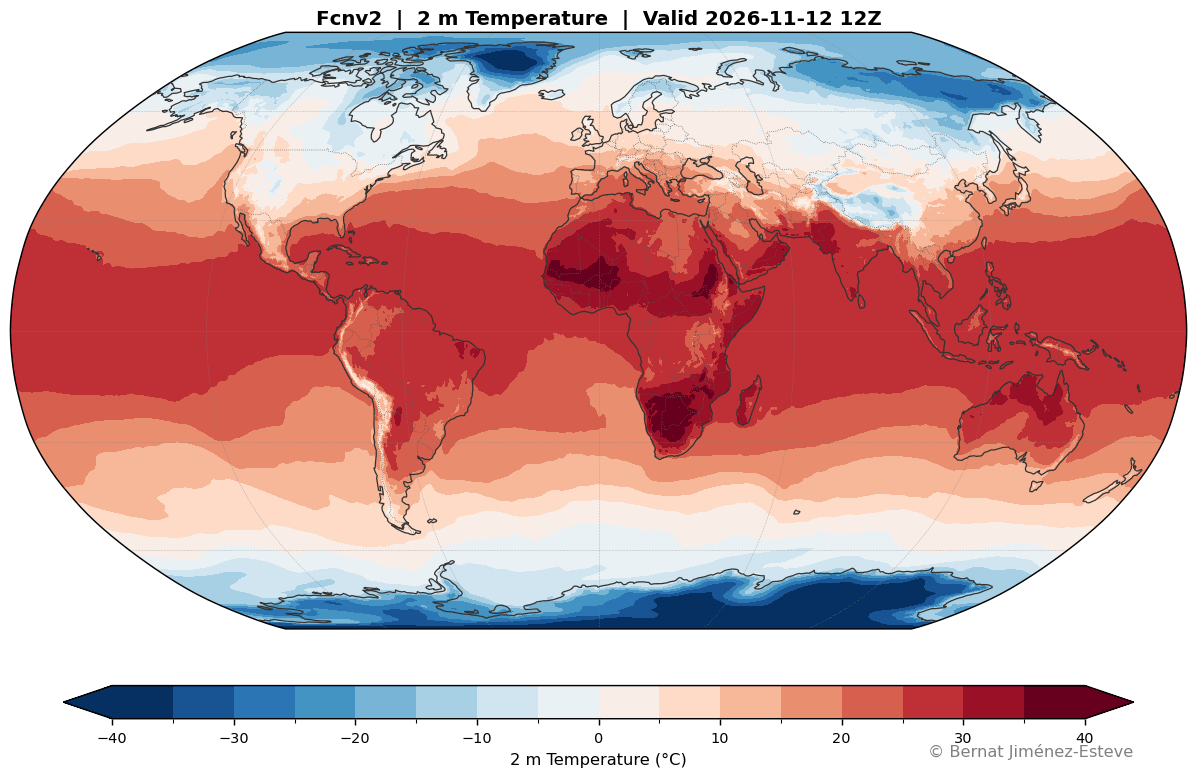 Fcnv2 | 2 m Temperature | Valid 2026-11-12 12Z
−40 −30 −20 −10 0 10 20 30 40
2 m Temperature (°C)
© Bernat Jiménez-Esteve